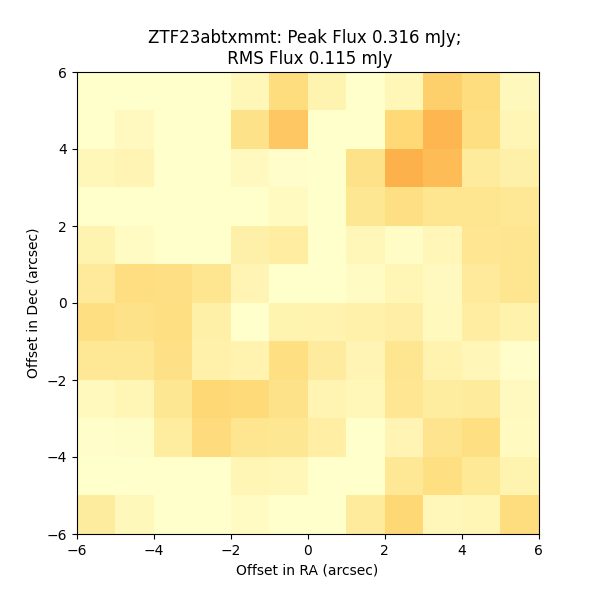 ZTF23abtxmmt: Peak Flux 0.316 mJy;
RMS Flux 0.115 mJy
6
4
2
0
−2
−4
−6
Offset in Dec (arcsec)
−6 −4 −2 0 2 4 6
Offset in RA (arcsec)